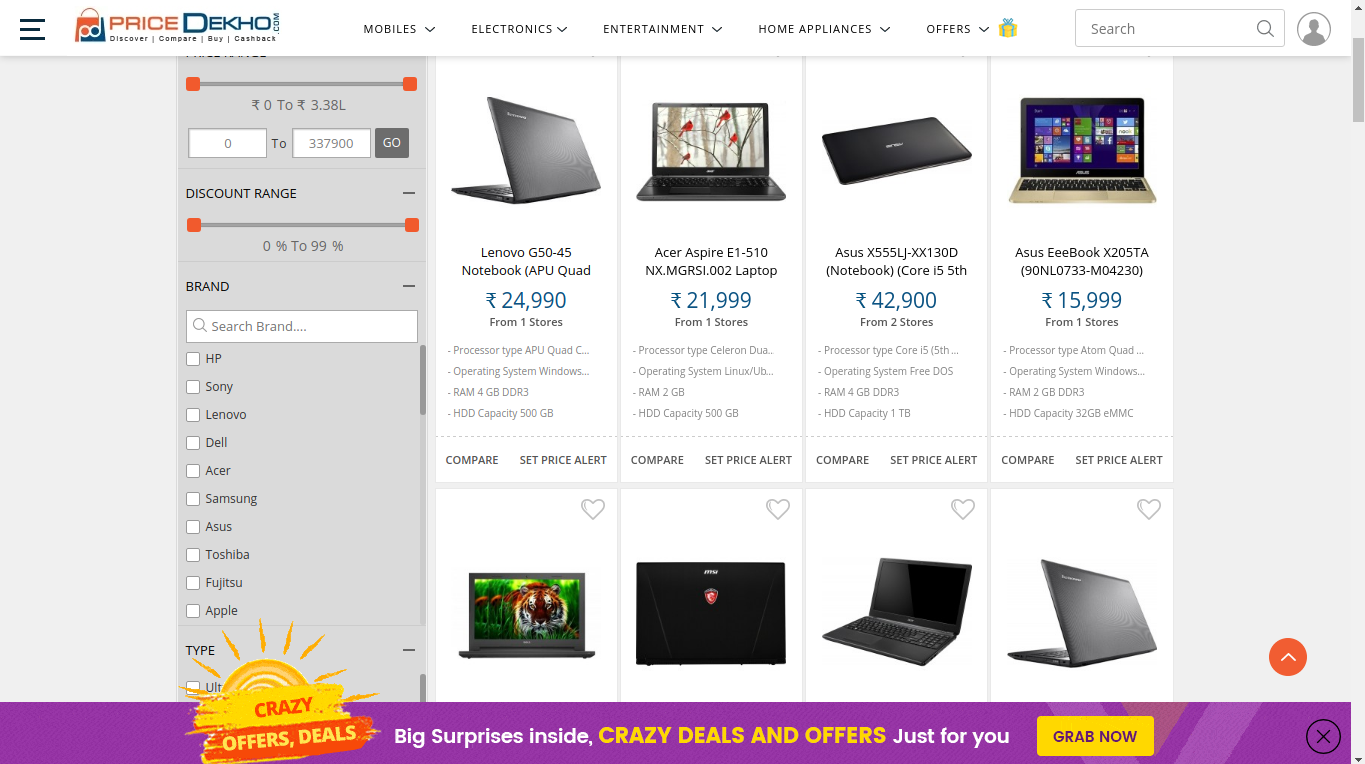 PRICEDEKHO.COM
Discover | Compare | Buy | Cashback
MOBILES
ELECTRONICS
ENTERTAINMENT
HOME APPLIANCES
OFFERS
Search
PRICE RANGE
₹ 0 To ₹ 3.38L
0 To 337900 GO
DISCOUNT RANGE
0 % To 99 %
BRAND
Search Brand....
HP
Sony
Lenovo
Dell
Acer
Samsung
Asus
Toshiba
Fujitsu
Apple
TYPE
Lenovo G50-45
Notebook (APU Quad
₹ 24,990
From 1 Stores
- Processor type APU Quad C...
- Operating System Windows...
- RAM 4 GB DDR3
- HDD Capacity 500 GB
COMPARE SET PRICE ALERT
Acer Aspire E1-510
NX.MGRSI.002 Laptop
₹ 21,999
From 1 Stores
- Processor type Celeron Dua..
- Operating System Linux/Ub...
- RAM 2 GB
- HDD Capacity 500 GB
COMPARE SET PRICE ALERT
Asus X555LJ-XX130D
(Notebook) (Core i5 5th
₹ 42,900
From 2 Stores
- Processor type Core i5 (5th ...
- Operating System Free DOS
- RAM 4 GB DDR3
- HDD Capacity 1 TB
COMPARE SET PRICE ALERT
Asus EeeBook X205TA
(90NL0733-M04230)
₹ 15,999
From 1 Stores
- Processor type Atom Quad ...
- Operating System Windows...
- RAM 2 GB DDR3
- HDD Capacity 32GB eMMC
COMPARE SET PRICE ALERT
msi
CRAZY
OFFERS, DEALS
Big Surprises inside, CRAZY DEALS AND OFFERS Just for you
GRAB NOW